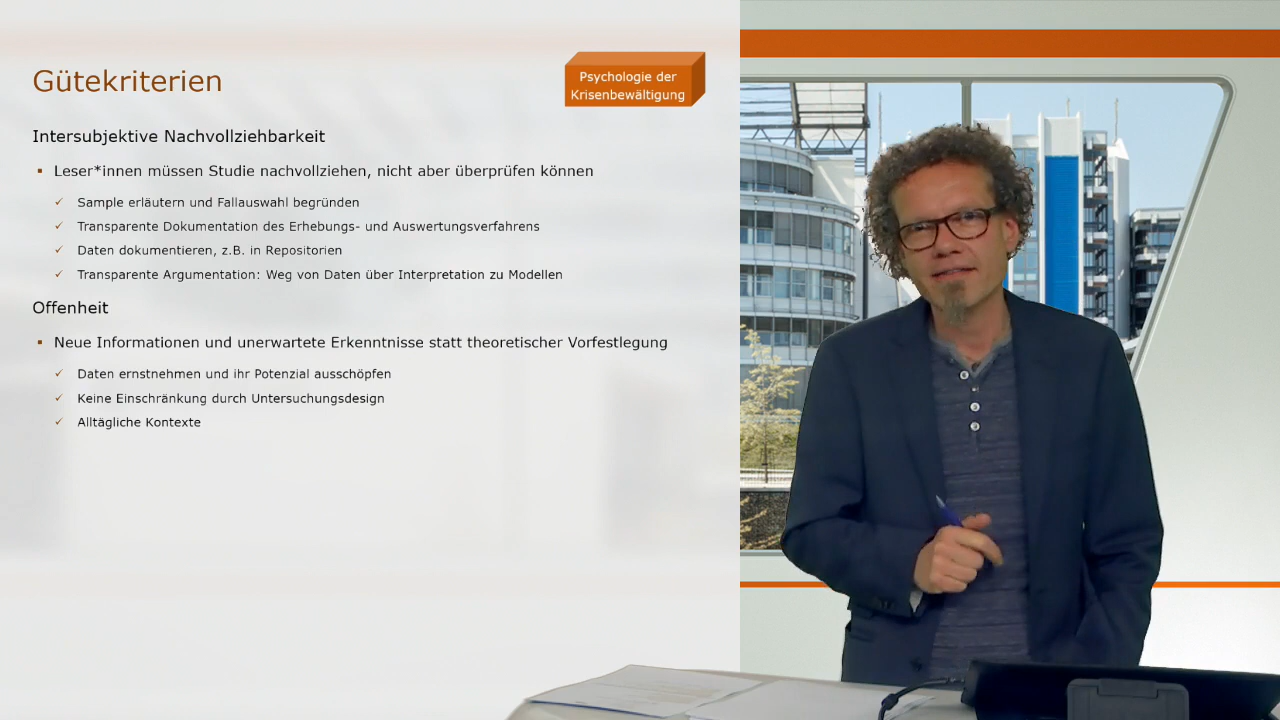 Gütekriterien
Psychologie der
Krisenbewältigung
Intersubjektive Nachvollziehbarkeit
Leser*innen müssen Studie nachvollziehen, nicht aber überprüfen können
Sample erläutern und Fallauswahl begründen
Transparente Dokumentation des Erhebungs- und Auswertungsverfahrens
Daten dokumentieren, z.B. in Repositorien
Transparente Argumentation: Weg von Daten über Interpretation zu Modellen
Offenheit
Neue Informationen und unerwartete Erkenntnisse statt theoretischer Vorfestlegung
Daten ernstnehmen und ihr Potenzial ausschöpfen
Keine Einschränkung durch Untersuchungsdesign
Alltägliche Kontexte